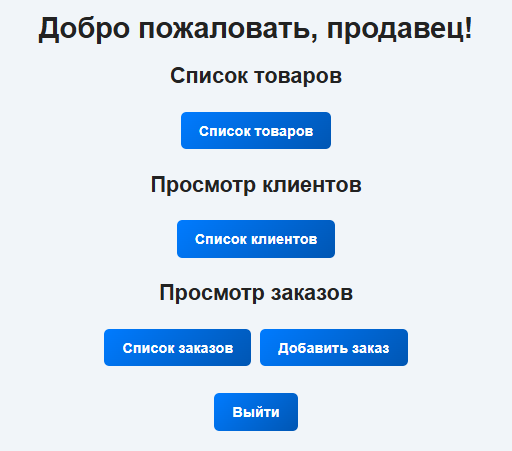 Добро пожаловать, продавец!
Список товаров
Список товаров
Просмотр клиентов
Список клиентов
Просмотр заказов
Список заказов Добавить заказ
Выйти